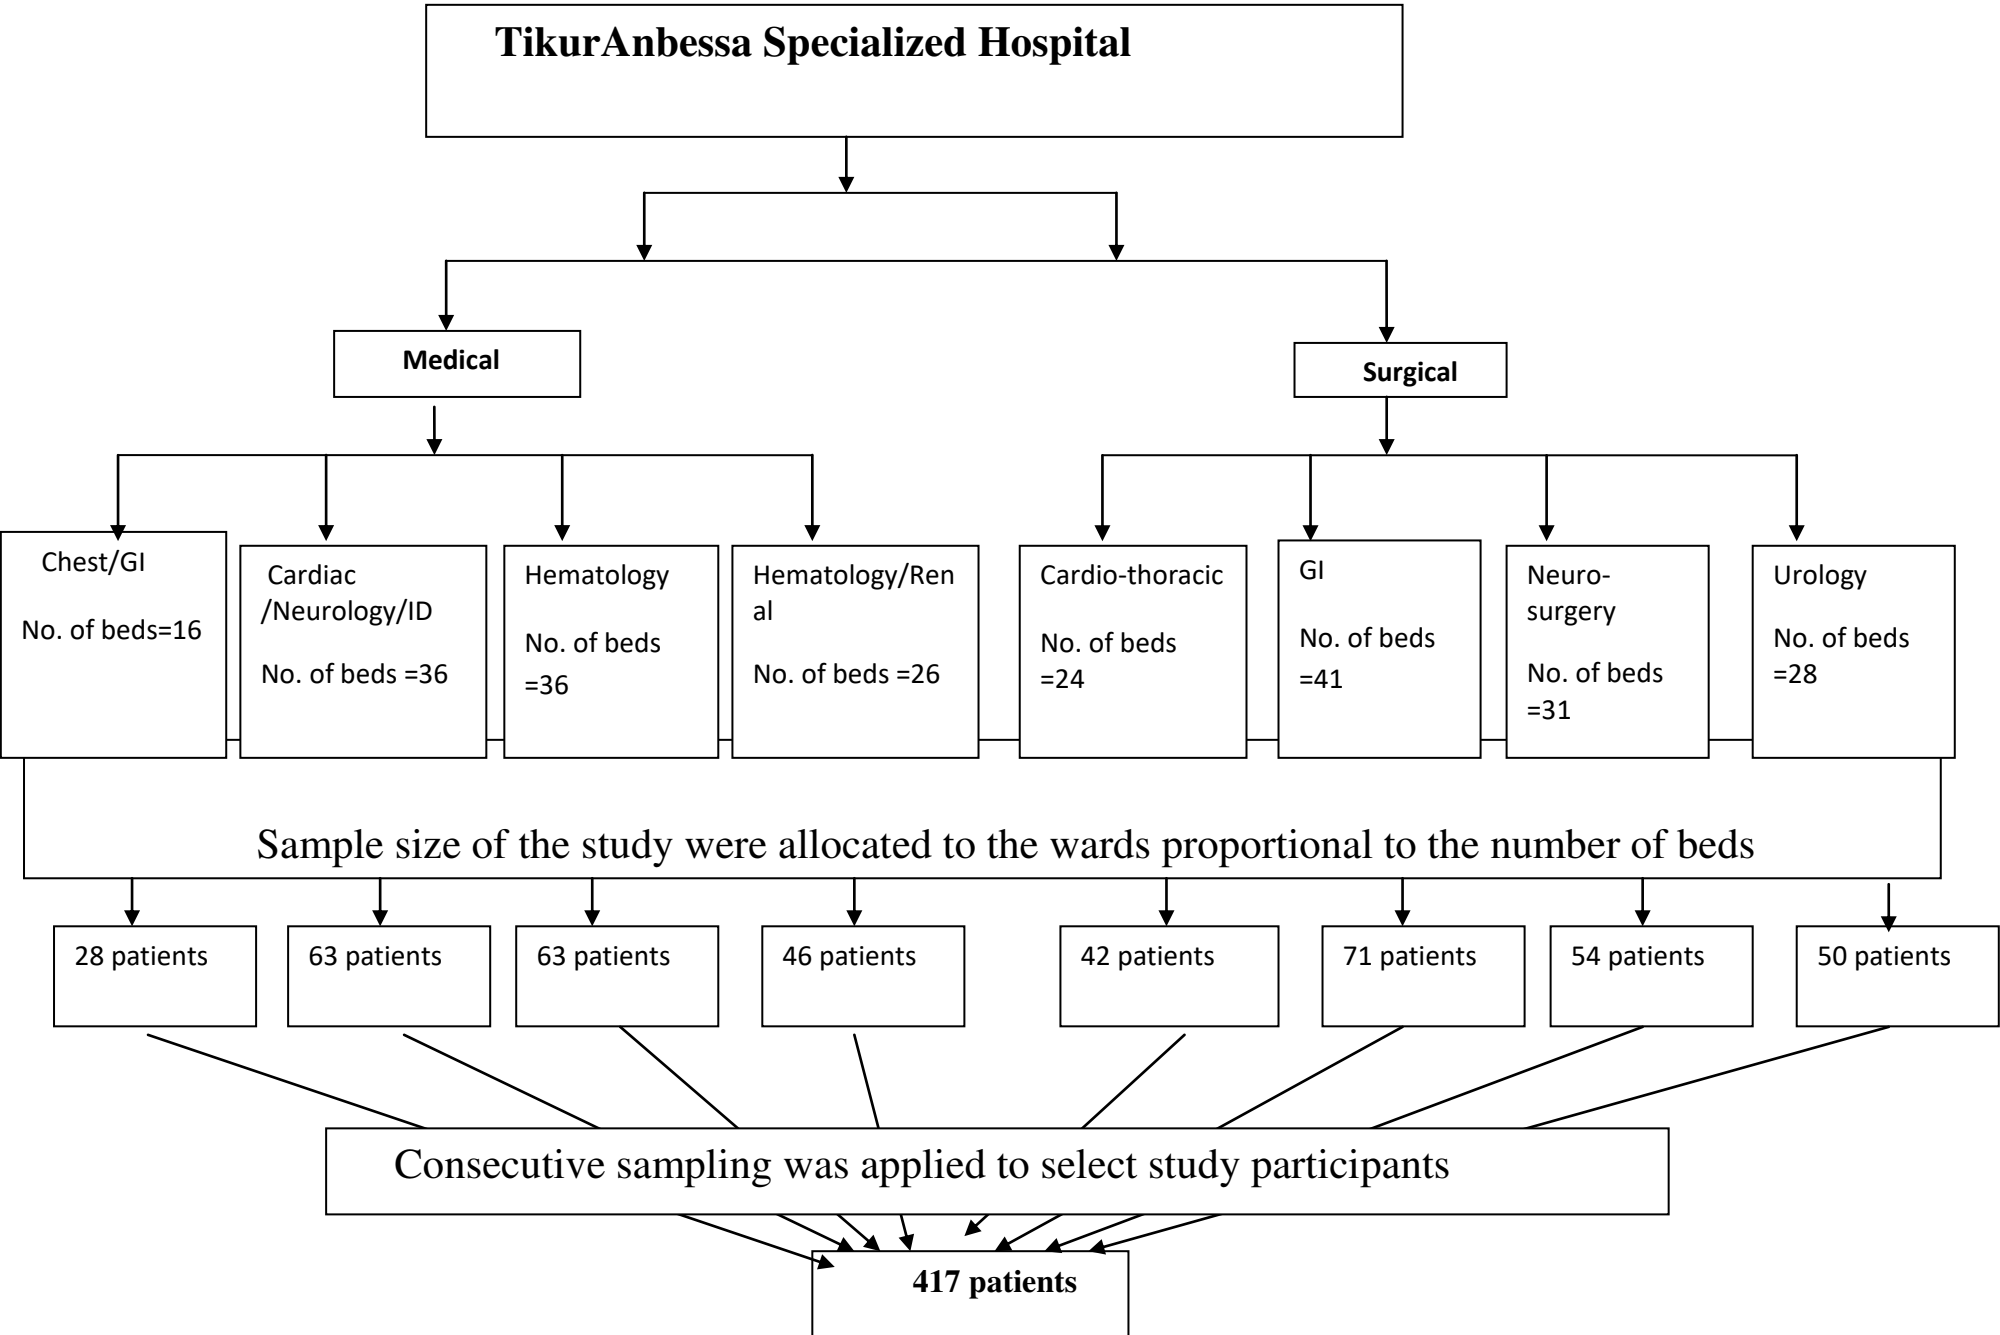 TikurAnbessa Specialized Hospital
Medical
Surgical
Chest/GI
No. of beds=16
Cardiac
/Neurology/ID
No. of beds =36
Hematology
No. of beds
=36
Hematology/Ren
al
No. of beds =26
Cardio-thoracic
No. of beds
=24
GI
No. of beds
=41
Neuro-
surgery
No. of beds
=31
Urology
No. of beds
=28
Sample size of the study were allocated to the wards proportional to the number of beds
28 patients
63 patients
63 patients
46 patients
42 patients
71 patients
54 patients
50 patients
Consecutive sampling was applied to select study participants
417 patients